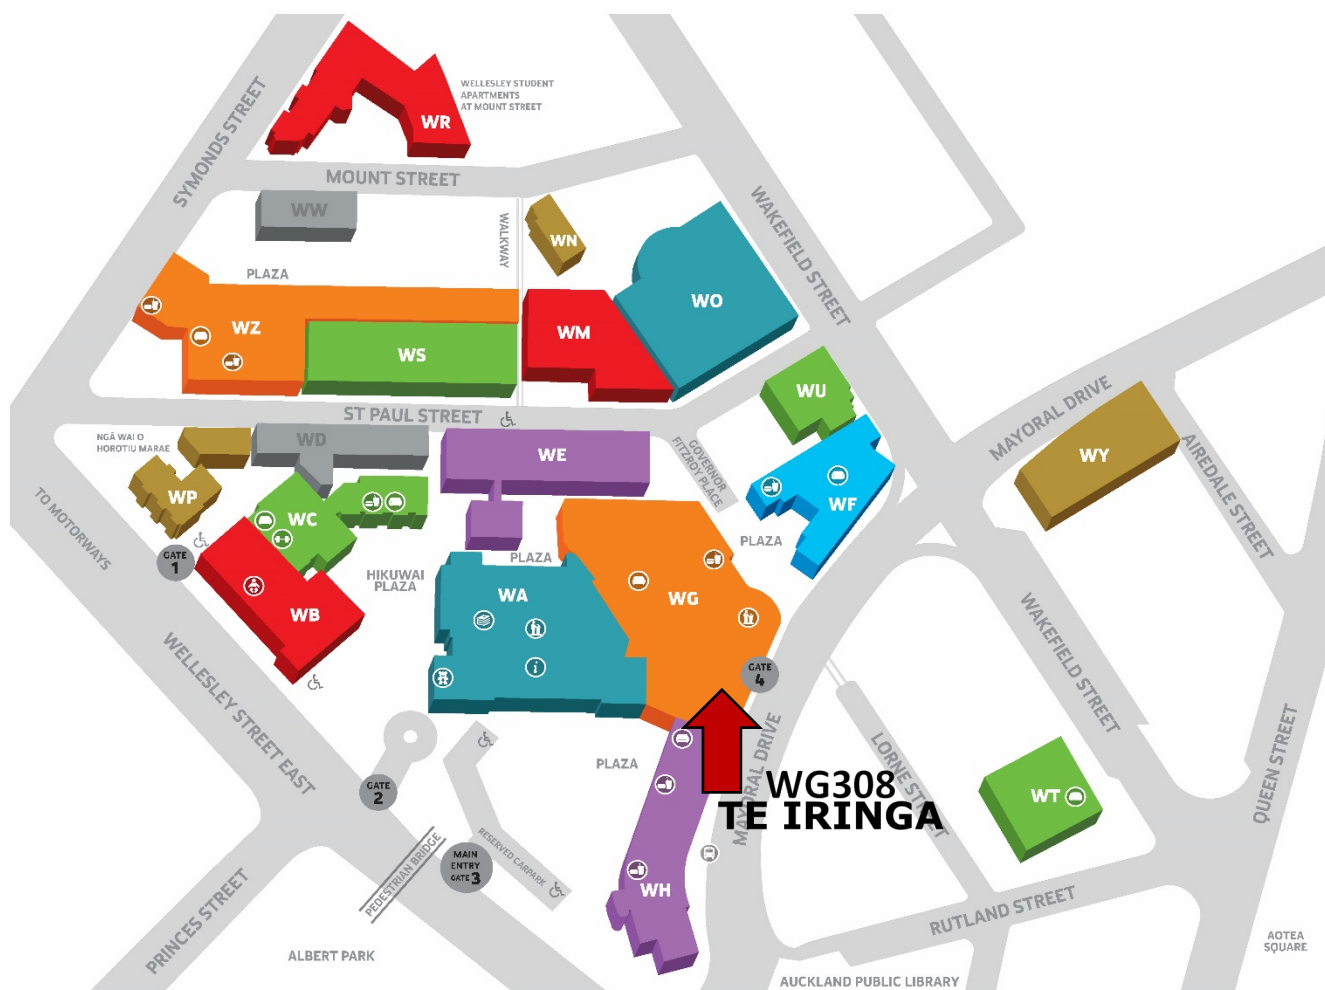 WELLESLEY STUDENT
APARTMENTS
AT MOUNT STREET
WR
SYMONDS STREET
MOUNT STREET
WW
WALKWAY
WN
WAKEFIELD STREET
PLAZA
WO
WZ
WS
WM
WU
ST PAUL STREET
MAYORAL DRIVE
NGĀ WAI O
HOROTIU MARAE
WD
WE
GOVERNOR
FITZROY PLACE
WY
AIREDALE STREET
WP
WF
TO MOTORWAYS
WC
PLAZA
GATE
1
PLAZA
HIKUWAI
PLAZA
WA
WG
WB
i
WAKEFIELD STREET
GATE
4
WELLESLEY STREET EAST
LORNE STREET
QUEEN STREET
PLAZA
MAYORAL DRIVE
WG308
TE IRINGA
GATE
2
WT
RESERVED CARPARK
PEDESTRIAN BRIDGE
MAIN
ENTRY
GATE 3
WH
PRINCES STREET
RUTLAND STREET
ALBERT PARK
AOTEA
SQUARE
AUCKLAND PUBLIC LIBRARY